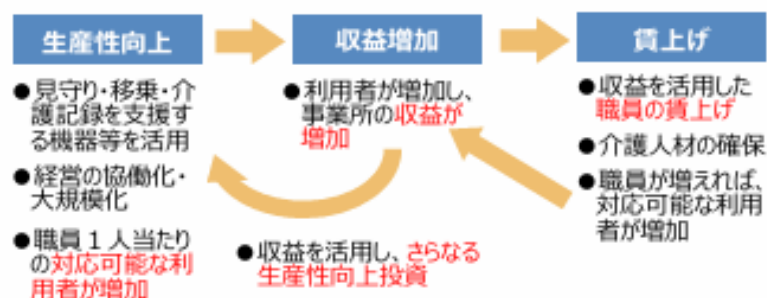 生産性向上
●見守り・移乗・介
護記録を支援す
る機器等を活用
●経営の協働化・
大規模化
●職員１人当たり
の対応可能な利
用者が増加
収益増加
●利用者が増加し、
事業所の収益が
増加
●収益を活用し、さらなる
生産性向上投資
賃上げ
●収益を活用した
職員の賃上げ
●介護人材の確保
●職員が増えれば、
対応可能な利用
者が増加